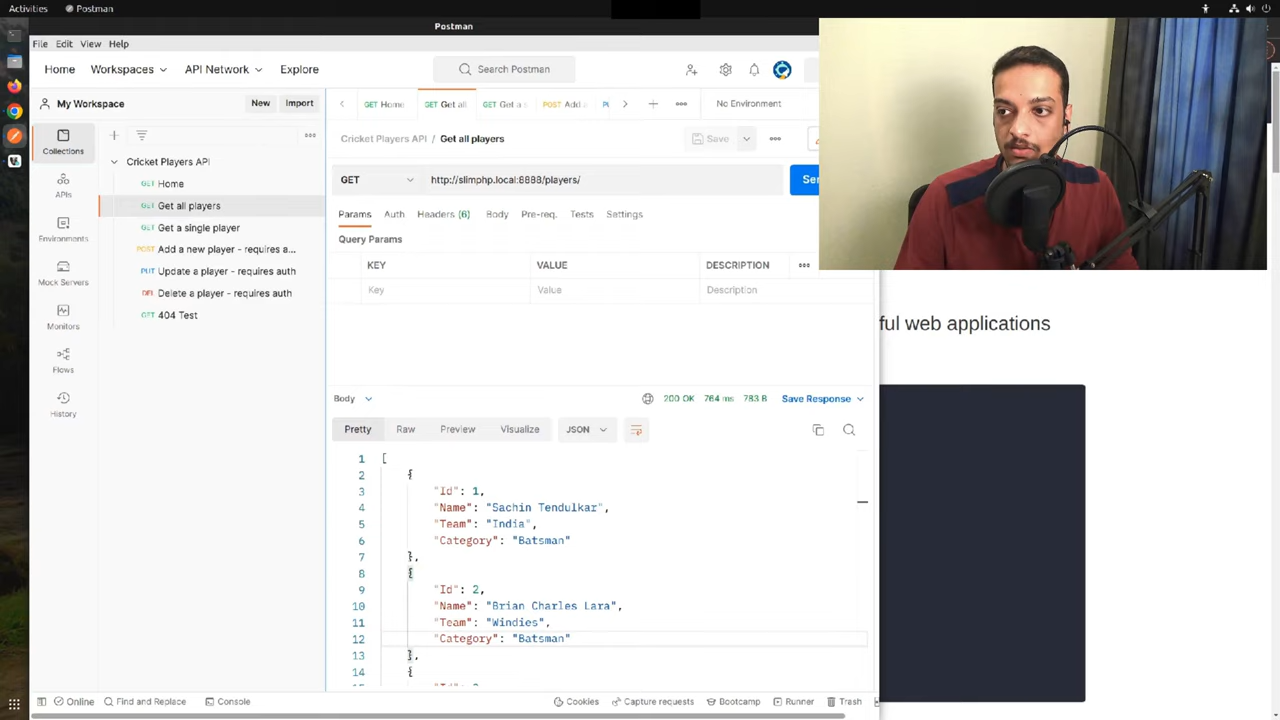 Activities Postman
Postman
File Edit View Help
Home Workspaces API Network Explore Search Postman
My Workspace New Import GET Home GET Get all GET Get a s POST Add No Environment
Collections
APIs
Environments
Mock Servers
Monitors
Flows
History
Cricket Players API
GET Home
GET Get all players
GET Get a single player
POST Add a new player - requires a...
PUT Update a player - requires auth
DEL Delete a player - requires auth
GET 404 Test
Cricket Players API / Get all players Save
GET http://slimphp.local:8888/players/ Sen
Params Auth Headers (6) Body Pre-req. Tests Settings
Query Params
KEY VALUE DESCRIPTION
Key Value Description
ful web applications
Body 200 OK 764 ms 783 B Save Response
Pretty Raw Preview Visualize JSON
1 [
2 {
3 "Id": 1,
4 "Name": "Sachin Tendulkar",
5 "Team": "India",
6 "Category": "Batsman"
7 },
8 {
9 "Id": 2,
10 "Name": "Brian Charles Lara",
11 "Team": "Windies",
12 "Category": "Batsman"
13 },
14 {
Online Find and Replace Console Cookies Capture requests Bootcamp Runner Trash